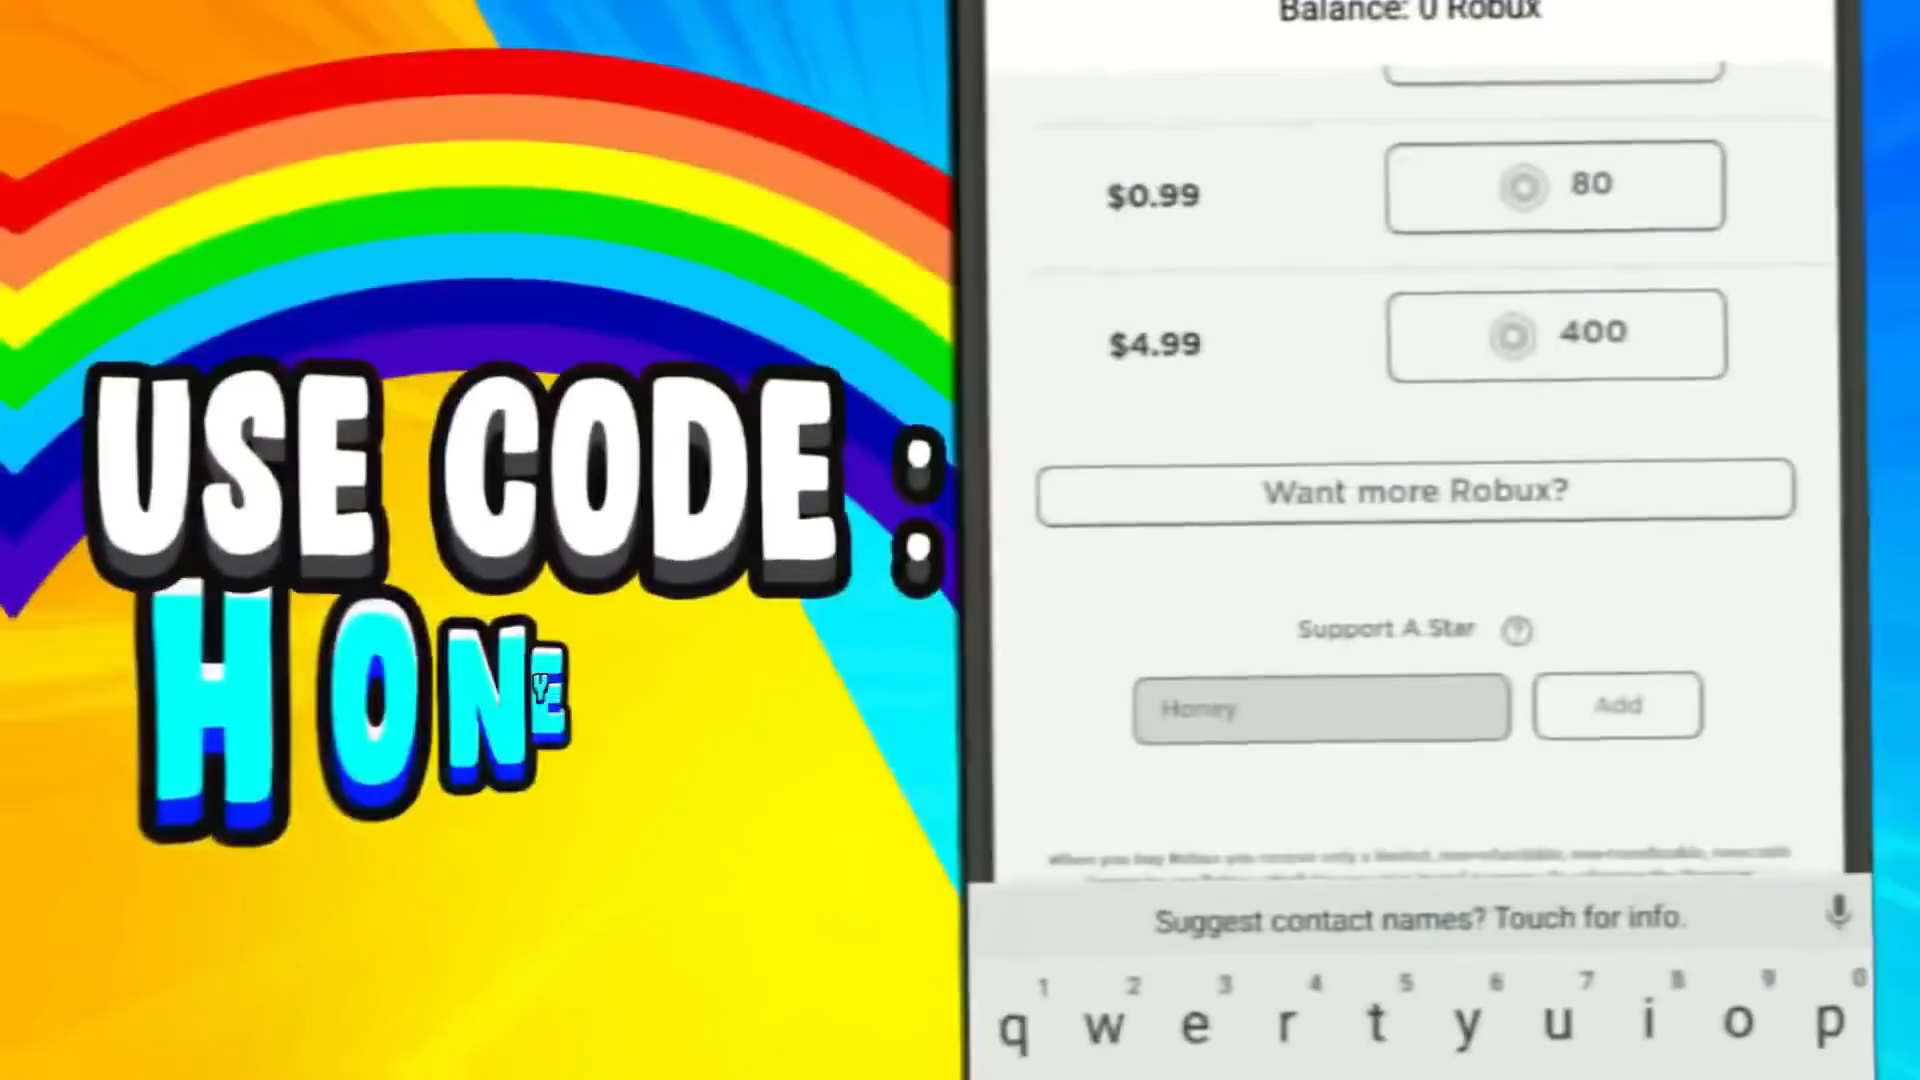 USE CODE :
HONEY
Balance: 0 Robux
$0.99
80
$4.99
400
Want more Robux?
Support A Star ?
Honey
Add
Suggest contact names? Touch for info.
1 2 3 4 5 6 7 8 9 0
q w e r t y u i o p